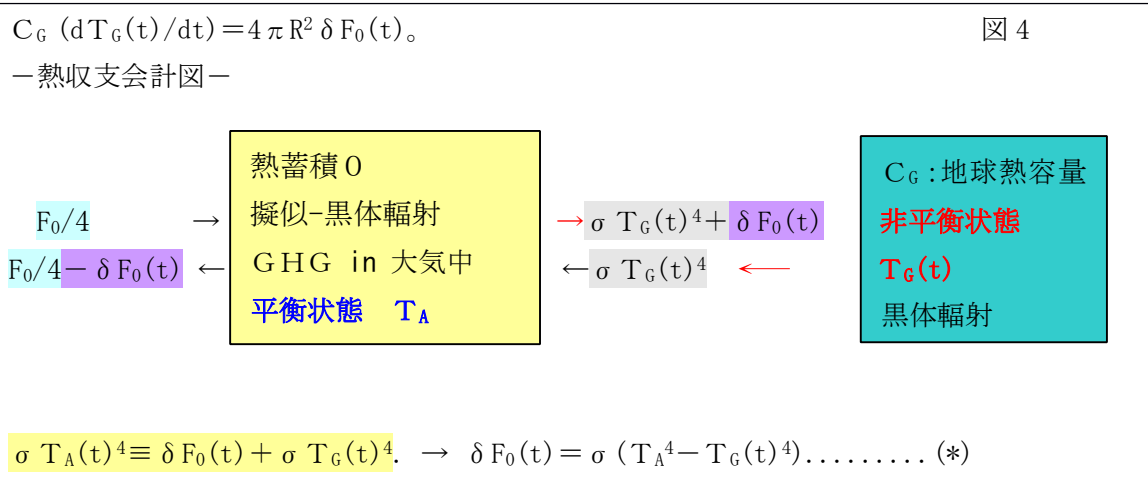 C_G (dT_G(t)/dt)=4πR²δF₀(t)。 図4
-熱収支会計図-
熱蓄積0
擬似-黒体輻射
GHG in 大気中
平衡状態 T_A
F₀/4 →
F₀/4-δF₀(t) ←
→σT_G(t)⁴+δF₀(t)
←σT_G(t)⁴ ←
C_G:地球熱容量
非平衡状態
T_G(t)
黒体輻射
σT_A(t)⁴≡δF₀(t)+σT_G(t)⁴. → δF₀(t)=σ(T_A⁴-T_G(t)⁴).........(*)